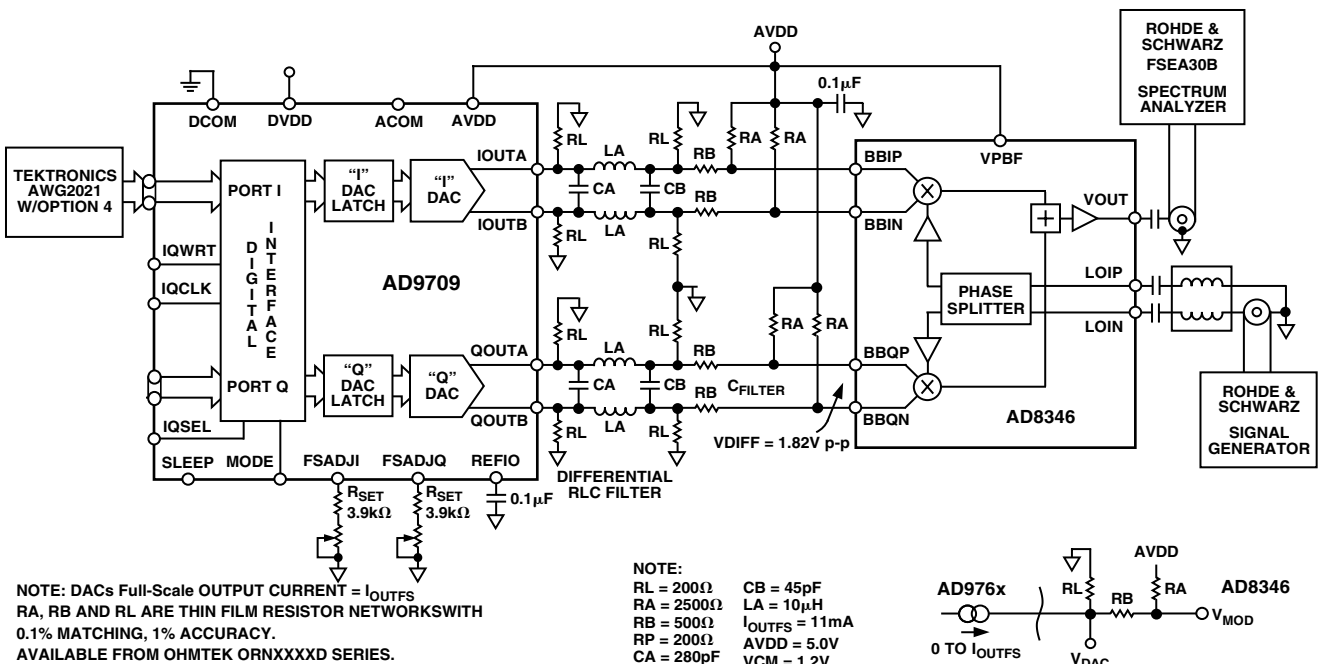 AVDD
ROHDE &
SCHWARZ
FSEA30B
SPECTRUM
ANALYZER
0.1μF
DCOM
DVDD
ACOM
AVDD
RL
LA
RL
RA
RA
RB
VPBF
TEKTRONICS
AWG2021
W/OPTION 4
PORT I
"I"
DAC
LATCH
"I"
DAC
IOUTA
IOUTB
CA
CB
RB
BBIP
BBIN
VOUT
RL
LA
RL
IQWRT
IQCLK
DIGITAL
INTERFACE
AD9709
PHASE
SPLITTER
LOIP
LOIN
RL
RL
RA
RA
LA
RB
PORT Q
"Q"
DAC
LATCH
"Q"
DAC
QOUTA
QOUTB
CA
CB
RB
CFILTER
BBQP
BBQN
AD8346
IQSEL
RL
LA
RL
VDIFF = 1.82V p-p
ROHDE &
SCHWARZ
SIGNAL
GENERATOR
SLEEP
MODE
FSADJI
FSADJQ
REFIO
DIFFERENTIAL
RLC FILTER
RSET
3.9kΩ
RSET
3.9kΩ
0.1μF
NOTE: DACs Full-Scale OUTPUT CURRENT = IOUTFS
RA, RB AND RL ARE THIN FILM RESISTOR NETWORKSWITH
0.1% MATCHING, 1% ACCURACY.
AVAILABLE FROM OHMTEK ORNXXXXD SERIES.
NOTE:
RL = 200Ω
RA = 2500Ω
RB = 500Ω
RP = 200Ω
CA = 280pF
CB = 45pF
LA = 10μH
IOUTFS = 11mA
AVDD = 5.0V
VCM = 1.2V
AD976x
0 TO IOUTFS
RL
RB
AVDD
RA
AD8346
VMOD
VDAC